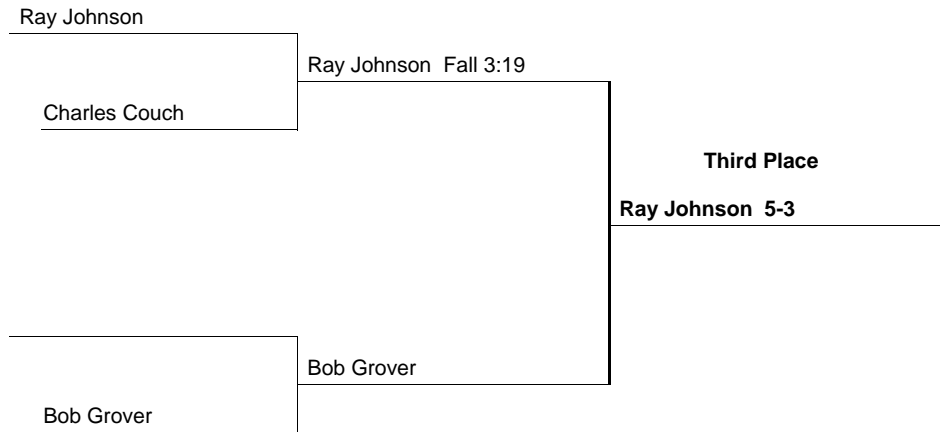 Ray Johnson
Ray Johnson Fall 3:19
Charles Couch
Third Place
Ray Johnson 5-3
Bob Grover
Bob Grover